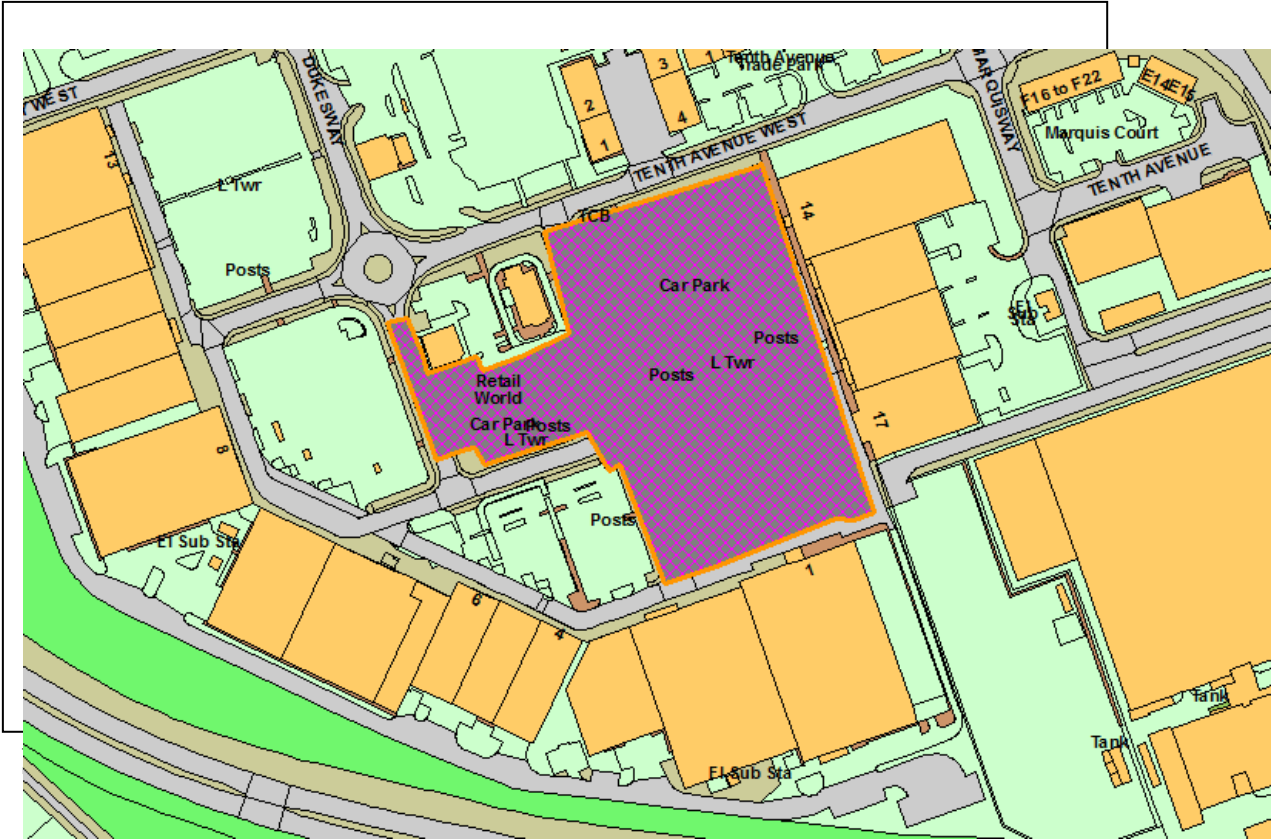 Tenth Avenue
Trade Park
3
1
2
4
1
DUKESWAY
T WEST
MARQUISWAY
F16 to F22
E14
E15
Marquis Court
TENTH AVENUE WEST
TENTH AVENUE
13
L Twr
TCB
14
Posts
Car Park
El
Sub
Sta
Posts
L Twr
Posts
Retail
World
Car Park
Posts
L Twr
17
8
Posts
El Sub Sta
1
6
4
Tank
Tank
El Sub Sta